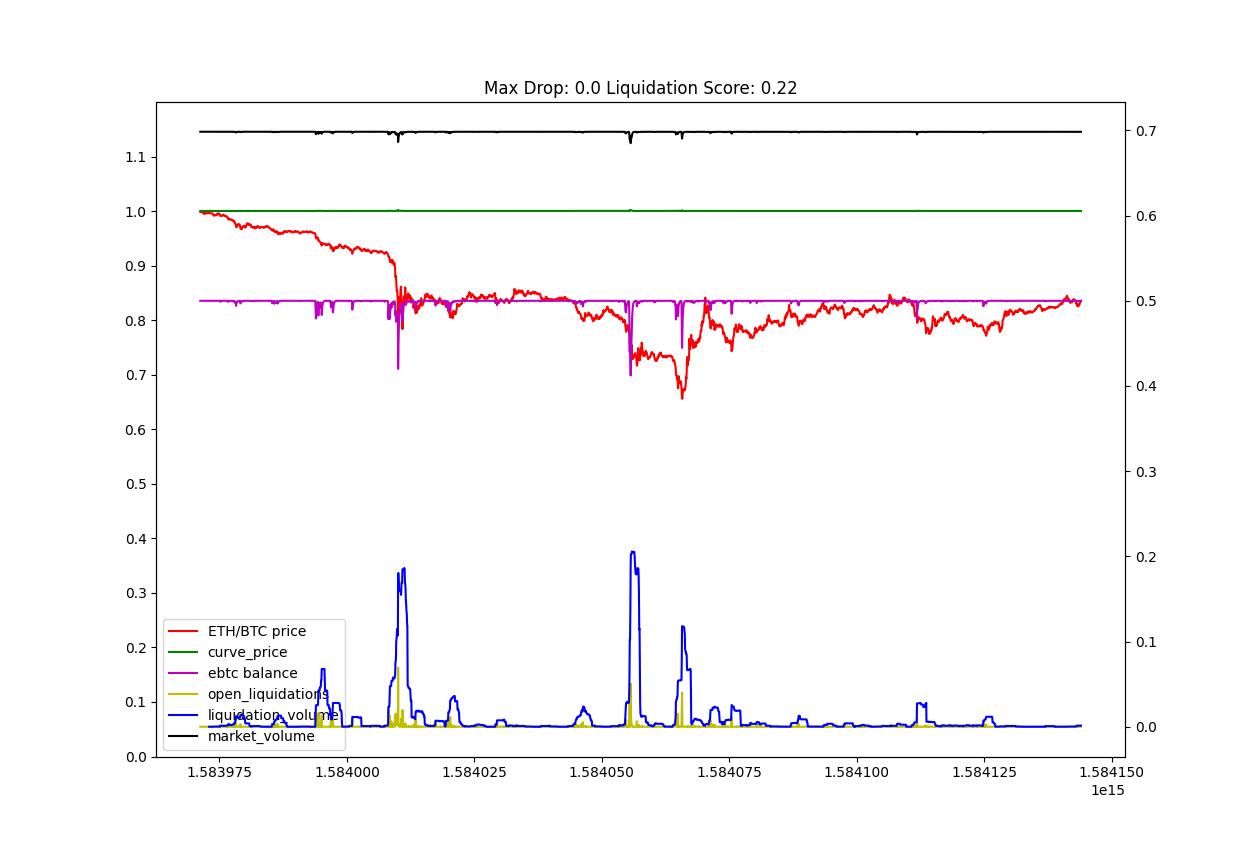 Max Drop: 0.0 Liquidation Score: 0.22
1.1
1.0
0.9
0.8
0.7
0.6
0.5
0.4
0.3
0.2
0.1
0.0
0.7
0.6
0.5
0.4
0.3
0.2
0.1
0.0
ETH/BTC price
curve_price
ebtc balance
open_liquidations
liquidation_volume
market_volume
1.583975 1.584000 1.584025 1.584050 1.584075 1.584100 1.584125 1.584150
1e15